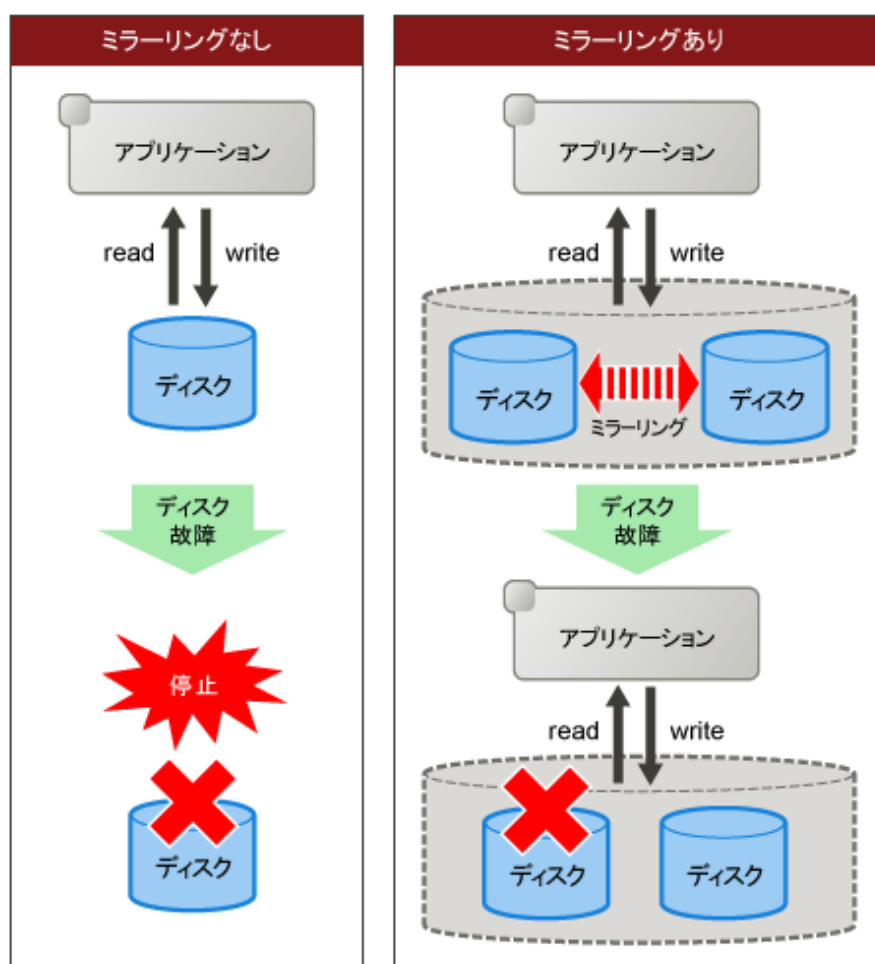 ミラーリングなし
アプリケーション
read
write
ディスク
ディスク
故障
停止
ディスク
ミラーリングあり
アプリケーション
read
write
ディスク
ミラーリング
ディスク
ディスク
故障
アプリケーション
read
write
ディスク
ディスク